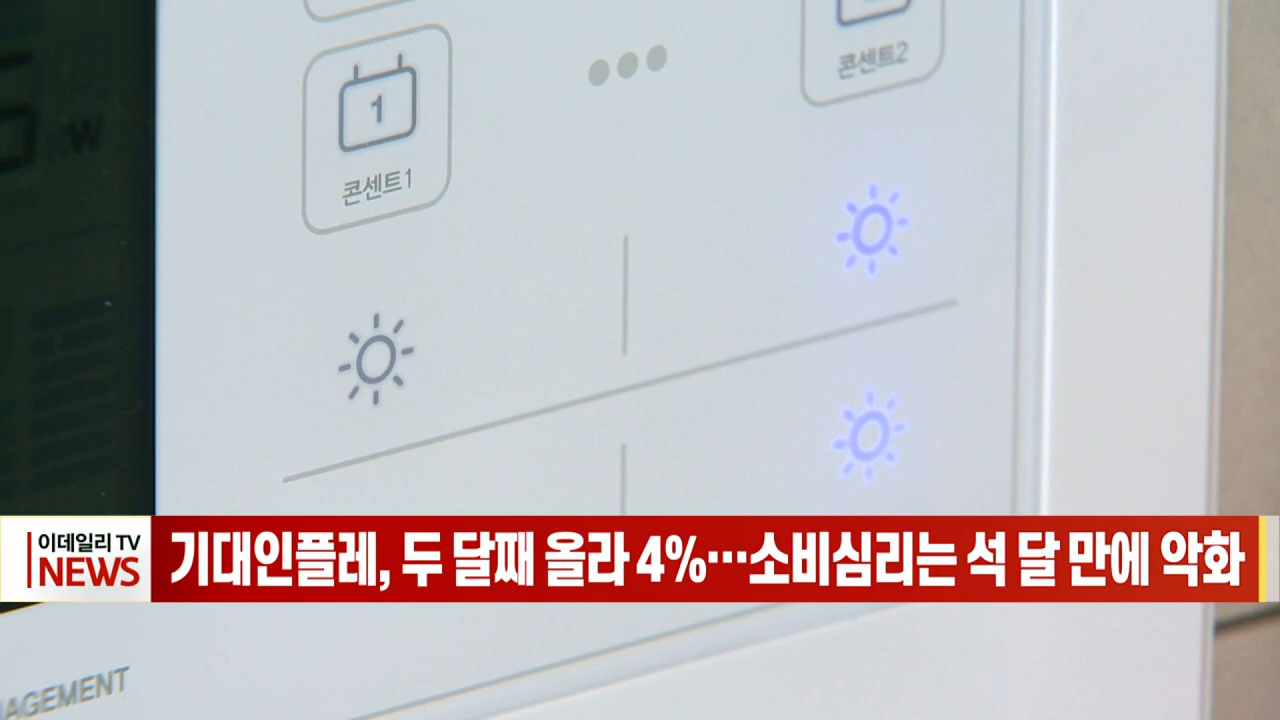 1
콘센트1
콘센트2
W
이데일리 TV
NEWS
기대인플레, 두 달째 올라 4%…소비심리는 석 달 만에 악화
AGEMENT